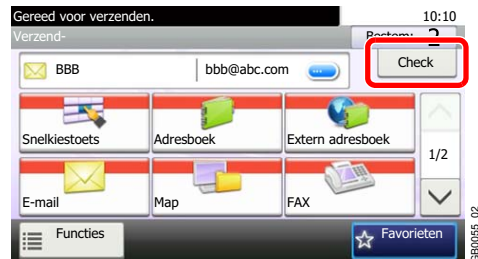 Gereed voor verzenden. 10:10
Verzend- Bestem: 2
BBB bbb@abc.com Check
Snelkiestoets Adresboek Extern adresboek
1/2
E-mail Map FAX
Functies Favorieten
GB0055_02